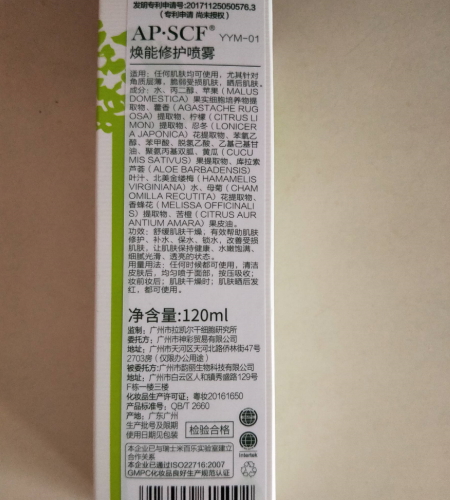 发明专利申请号:201711250505076.3
(专利申请 尚未授权)
AP·SCF® YYM-01
焕能修护喷雾
适用：任何肌肤均可使用，尤其针对
角质层薄、脆弱受损肌肤，晒后肌肤。
成分：水、丙二醇、苹果（MALUS
DOMESTICA）果实细胞培养物提
取物、藿香（AGASTACHE RUG
OSA）提取物、柠檬（CITRUS LI
MON）提取物、忍冬（LONICER
A JAPONICA）花提取物、苯氧乙
醇、苯甲酸、脱氢乙酸、乙基己基甘
油、聚氨丙基双胍、黄瓜（CUCU
MIS SATIVUS）果提取物、库拉索
芦荟（ALOE BARBADENSIS）
叶汁、北美金缕梅（HAMAMELIS
VIRGINIANA）水、母菊（CHAM
OMILLA RECUTITA）花提取物、
香蜂花（MELISSA OFFICINALI
S）提取物、苦橙（CITRUS AUR
ANTIUM AMARA）果皮油。
功效：舒缓肌肤干燥，有效帮助肌肤
修护、补水、保水、锁水，改善受损肌
肤，让肌肤保持健康、水嫩饱满、
细腻光滑，透亮的状态。
用量用法：任何时候都可使用，清洁
皮肤后，均匀喷于面部，按压吸收；
妆前妆后；肌肤干燥时；肌肤晒后发
红，都可使用。
净含量:120ml
监制：广州市拉凯尔干细胞研究所
委托方：广州市神彩贸易有限公司
地址：广州市天河区天河北路侨林街47号
2703房（仅限办公用途）
被委托方：广州市韵丽生物科技有限公司
地址：广州市白云区人和镇秀盛路129号
F栋一楼三楼
化妆品生产许可证：粤妆20161650
产品标准号：QB/T 2660
产地：广东广州
生产批号及限期
使用日期见包装
检验合格
Intertek
本企业已与瑞士米百乐实验室建立
合作关系
本企业已通过ISO22716:2007
GMPC化妆品良好生产规范认证